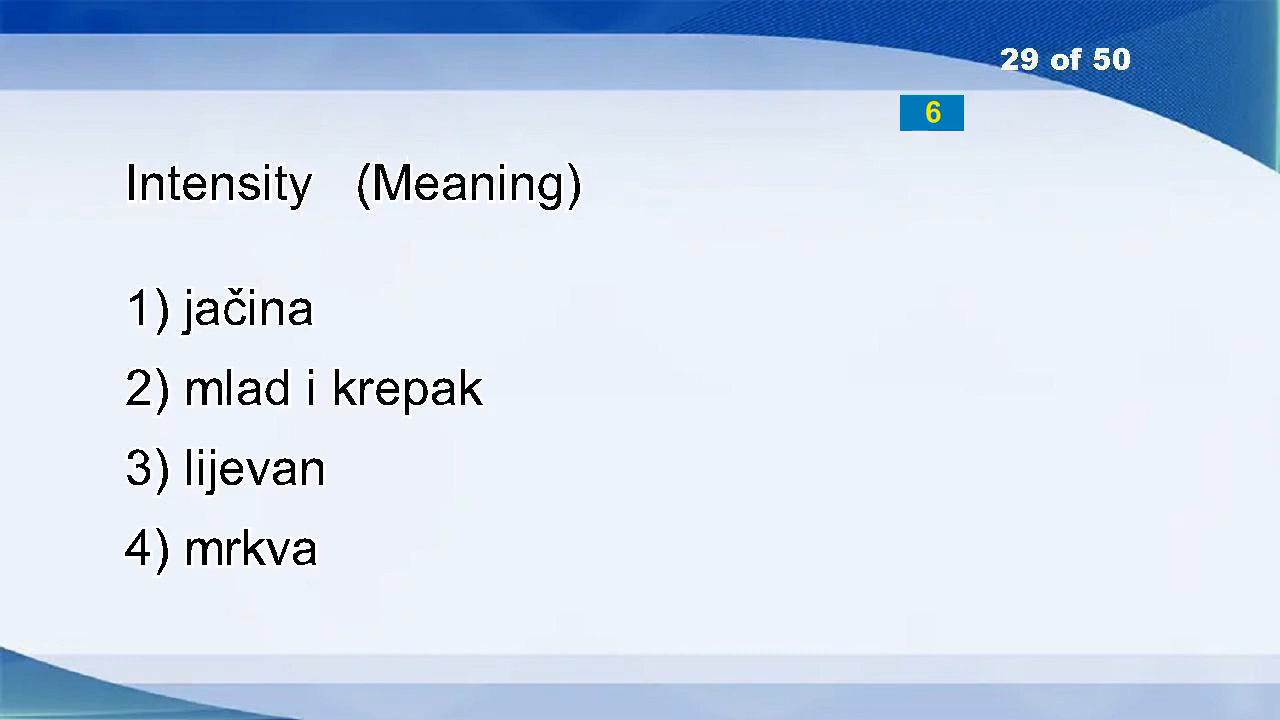 29 of 50
6
Intensity (Meaning)
1) jačina
2) mlad i krepak
3) lijevan
4) mrkva